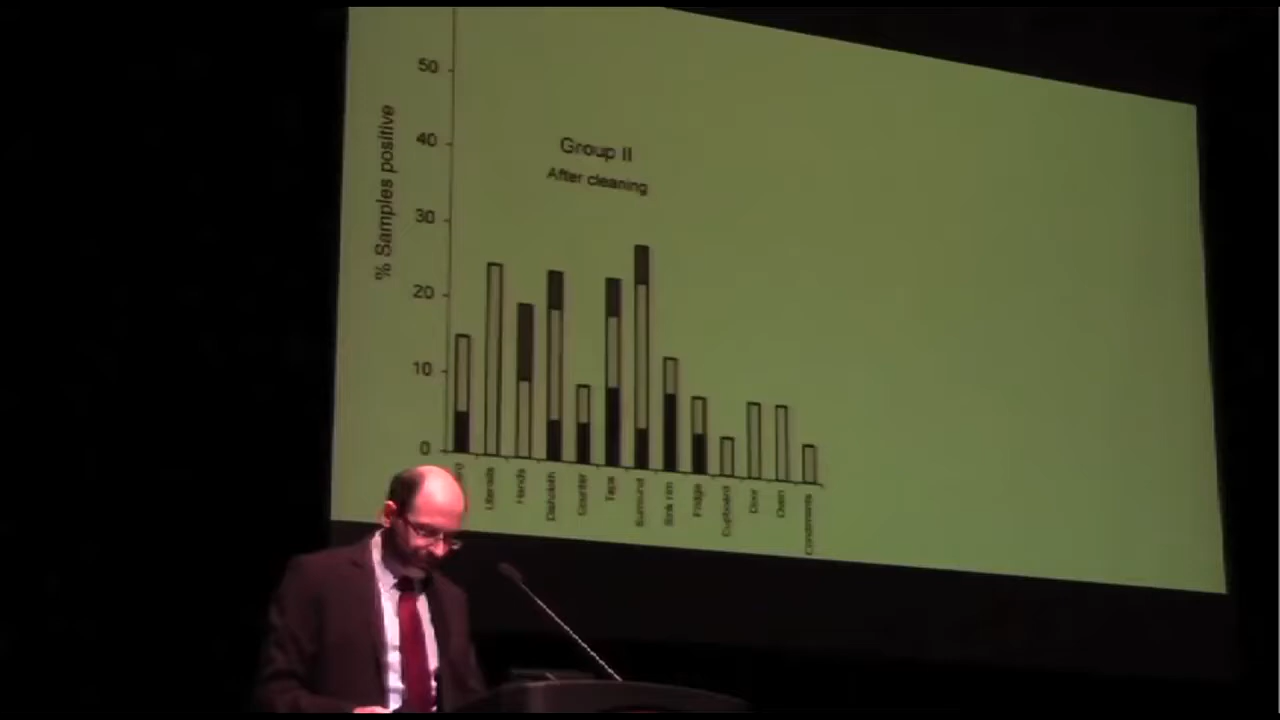 50
40
30
20
10
0
% Samples positive
Group II
After cleaning
Utensils
Hands
Dishcloth
Counter
Taps
Surround
Sink rim
Fridge
Cupboard
Door
Oven
Condiments